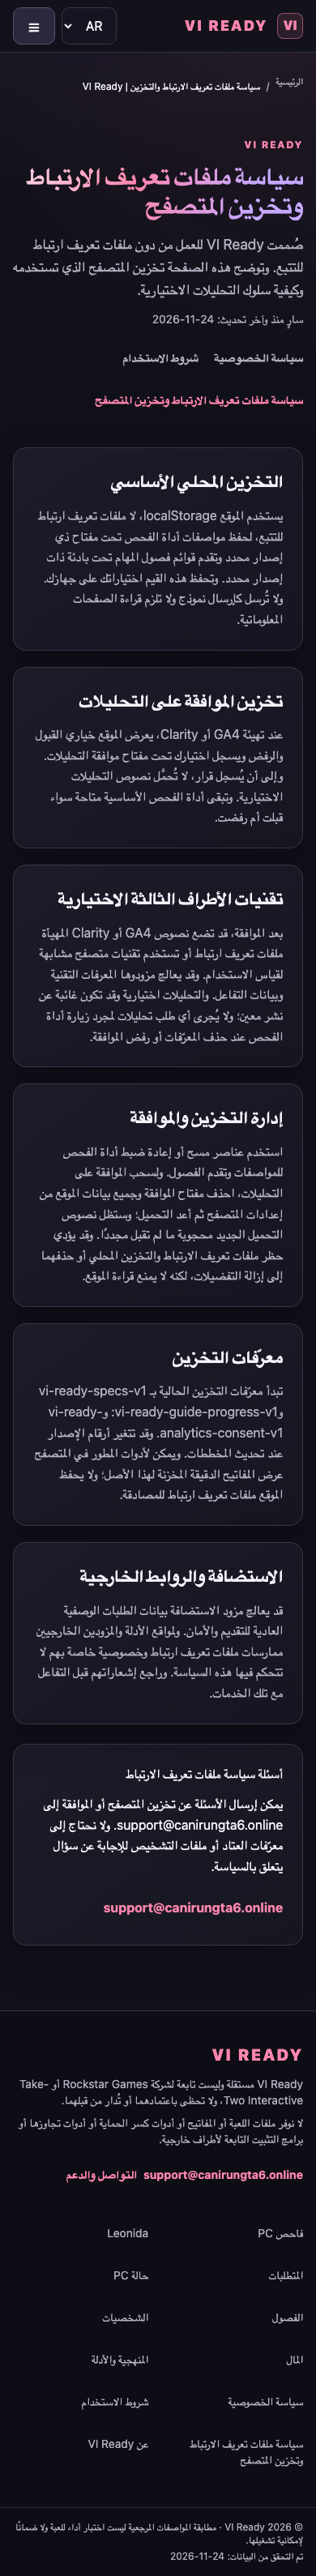 VI
VI READY
AR
الرئيسية / سياسة ملفات تعريف الارتباط والتخزين | VI Ready
VI READY
سياسة ملفات تعريف الارتباط
وتخزين المتصفح
صُممت VI Ready للعمل من دون ملفات تعريف ارتباط
للتتبع. وتوضح هذه الصفحة تخزين المتصفح الذي تستخدمه
وكيفية سلوك التحليلات الاختيارية.
سارٍ منذ وآخر تحديث: 24-11-2026
سياسة الخصوصية
شروط الاستخدام
سياسة ملفات تعريف الارتباط وتخزين المتصفح
التخزين المحلي الأساسي
يستخدم الموقع localStorage، لا ملفات تعريف ارتباط
للتتبع، لحفظ مواصفات أداة الفحص تحت مفتاح ذي
إصدار محدد وتقدم قوائم فصول المهام تحت بادئة ذات
إصدار محدد. وتحفظ هذه القيم اختياراتك على جهازك.
ولا تُرسل كإرسال نموذج ولا تلزم قراءة الصفحات
المعلوماتية.
تخزين الموافقة على التحليلات
عند تهيئة GA4 أو Clarity، يعرض الموقع خياري القبول
والرفض ويسجل اختيارك تحت مفتاح موافقة التحليلات.
وإلى أن يُسجل قرار، لا تُحمَّل نصوص التحليلات
الاختيارية. وتبقى أداة الفحص الأساسية متاحة سواء
قبلت أم رفضت.
تقنيات الأطراف الثالثة الاختيارية
بعد الموافقة، قد تضع نصوص GA4 أو Clarity المهيأة
ملفات تعريف ارتباط أو تستخدم تقنيات متصفح مشابهة
لقياس الاستخدام. وقد يعالج مزودوها المعرفات التقنية
وبيانات التفاعل. والتحليلات اختيارية وقد تكون غائبة عن
نشر معين؛ ولا يُجرى أي طلب تحليلات لمجرد زيارة أداة
الفحص عند حذف المعرّفات أو رفض الموافقة.
إدارة التخزين والموافقة
استخدم عناصر مسح أو إعادة ضبط أداة الفحص
للمواصفات وتقدم الفصول. ولسحب الموافقة على
التحليلات، احذف مفتاح الموافقة وجميع بيانات الموقع من
إعدادات المتصفح ثم أعد التحميل؛ وستظل نصوص
التحميل الجديد محجوبة ما لم تقبل مجددًا. وقد يؤدي
حظر ملفات تعريف الارتباط والتخزين المحلي أو حذفهما
إلى إزالة التفضيلات، لكنه لا يمنع قراءة الموقع.
معرّفات التخزين
تبدأ معرّفات التخزين الحالية بـ vi-ready-specs-v1
وvi-ready-guide-progress-v1: و-vi-ready
analytics-consent-v1. وقد تتغير أرقام الإصدار
عند تحديث المخططات. ويمكن لأدوات المطور في المتصفح
عرض المفاتيح الدقيقة المخزنة لهذا الأصل؛ ولا يحفظ
الموقع ملفات تعريف ارتباط للمصادقة.
الاستضافة والروابط الخارجية
قد يعالج مزود الاستضافة بيانات الطلبات الوصفية
العادية للتقديم والأمان. ولمواقع الأدلة والمزودين الخارجيين
ممارسات ملفات تعريف ارتباط وخصوصية خاصة بهم لا
تتحكم فيها هذه السياسة. وراجع إشعاراتهم قبل التفاعل
مع تلك الخدمات.
أسئلة سياسة ملفات تعريف الارتباط
يمكن إرسال الأسئلة عن تخزين المتصفح أو الموافقة إلى
support@canirungta6.online. ولا نحتاج إلى
معرّفات العتاد أو ملفات التشخيص للإجابة عن سؤال
يتعلق بالسياسة.
support@canirungta6.online
VI READY
VI Ready مستقلة وليست تابعة لشركة Rockstar Games أو Take-
Two Interactive، ولا تحظى باعتمادهما أو تُدار من قبلهما.
لا نوفر ملفات اللعبة أو المفاتيح أو أدوات كسر الحماية أو أدوات تجاوزها أو
برامج التثبيت التابعة لأطراف خارجية.
support@canirungta6.online التواصل والدعم
فاحص PC
Leonida
المتطلبات
حالة PC
الفصول
الشخصيات
المال
المنهجية والأدلة
سياسة الخصوصية
شروط الاستخدام
سياسة ملفات تعريف الارتباط
وتخزين المتصفح
عن VI Ready
© 2026 VI Ready · مطابقة المواصفات المرجعية ليست اختبار أداء للعبة ولا ضمانًا
لإمكانية تشغيلها.
تم التحقق من البيانات: 24-11-2026